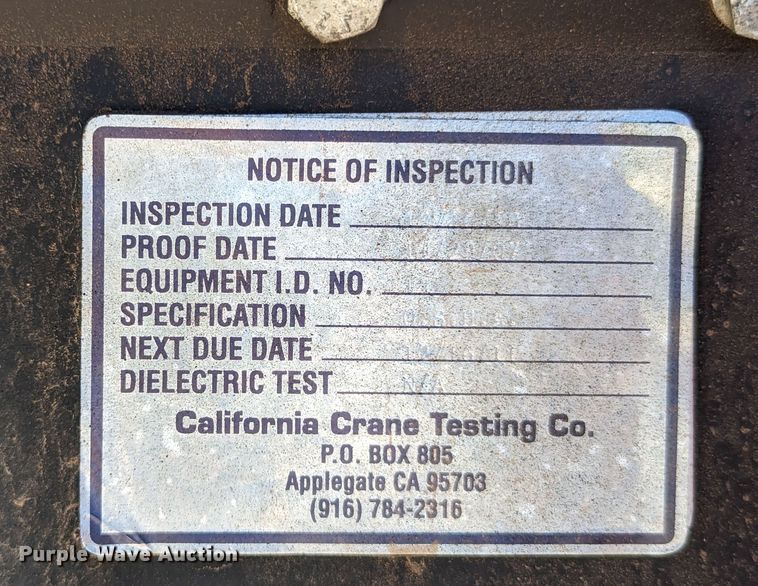 NOTICE OF INSPECTION
INSPECTION DATE
PROOF DATE
EQUIPMENT I.D. NO.
SPECIFICATION
NEXT DUE DATE
DIELECTRIC TEST N/A
California Crane Testing Co.
P.O. BOX 805
Applegate CA 95703
(916) 784-2316
Purple Wave Auction